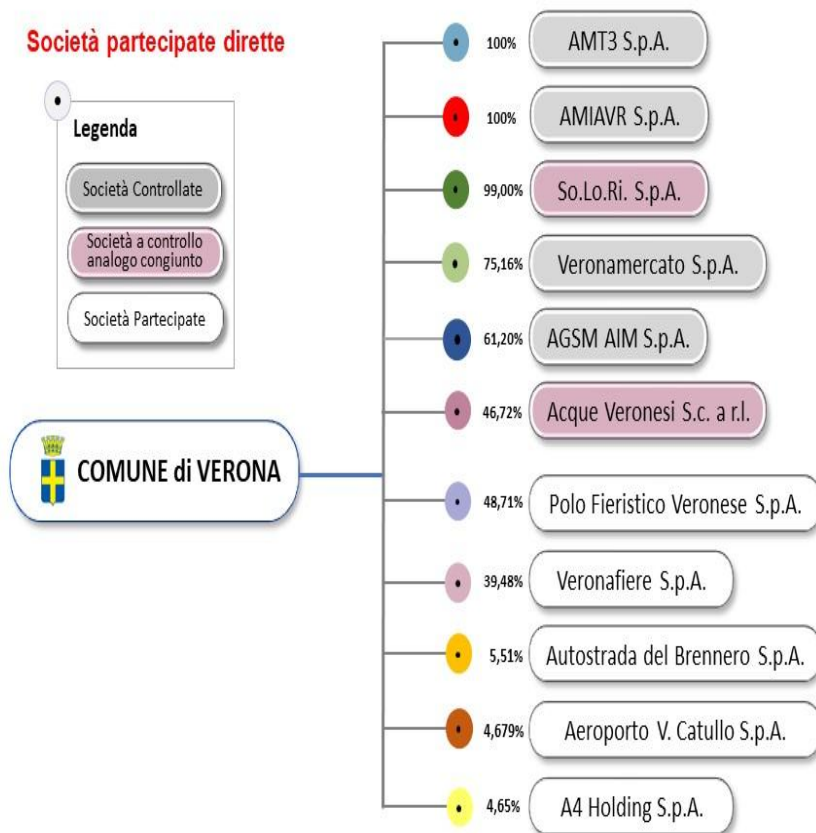 Società partecipate dirette
Legenda
Società Controllate
Società a controllo
analogo congiunto
Società Partecipate
COMUNE di VERONA
100% AMT3 S.p.A.
100% AMIAVR S.p.A.
99,00% So.Lo.Ri. S.p.A.
75,16% Veronamercato S.p.A.
61,20% AGSM AIM S.p.A.
46,72% Acque Veronesi S.c. a r.l.
48,71% Polo Fieristico Veronese S.p.A.
39,48% Veronafiere S.p.A.
5,51% Autostrada del Brennero S.p.A.
4,679% Aeroporto V. Catullo S.p.A.
4,65% A4 Holding S.p.A.